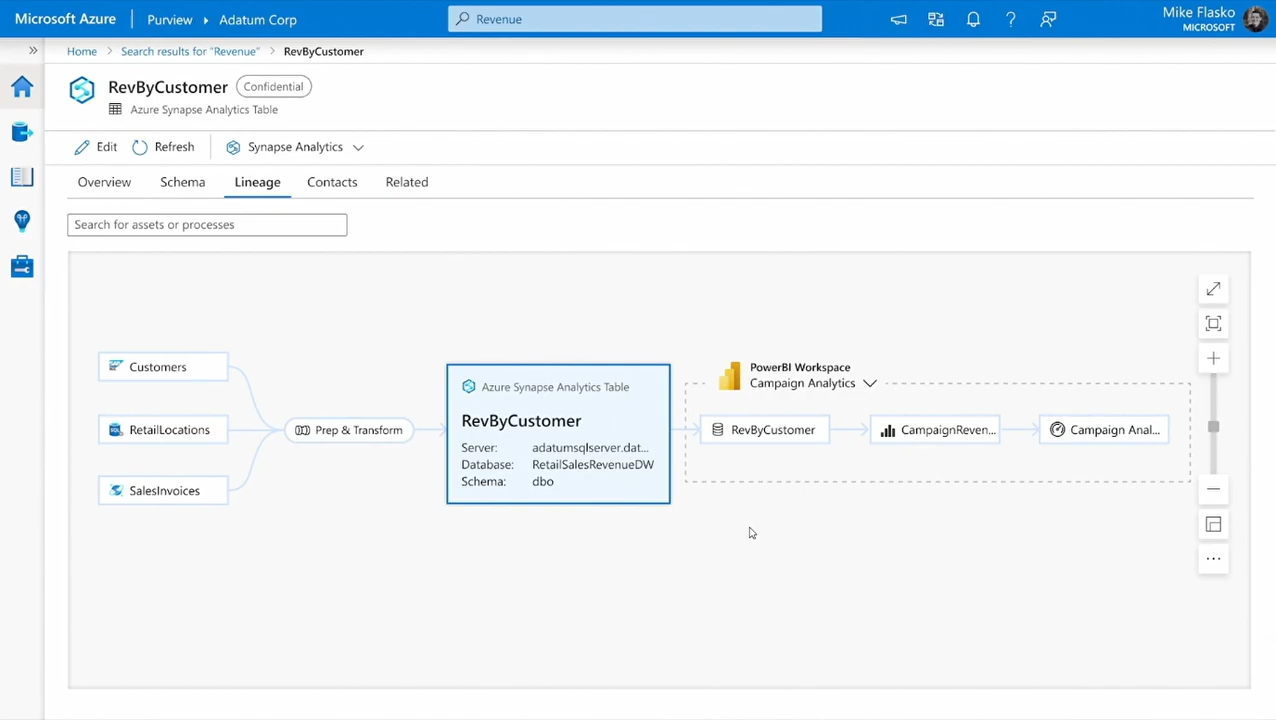 Microsoft Azure
Purview
Adatum Corp
Revenue
Mike Flasko
MICROSOFT
Home
Search results for "Revenue"
RevByCustomer
RevByCustomer
Confidential
Azure Synapse Analytics Table
Edit
Refresh
Synapse Analytics
Overview
Schema
Lineage
Contacts
Related
Search for assets or processes
Customers
RetailLocations
SalesInvoices
Prep & Transform
Azure Synapse Analytics Table
RevByCustomer
Server: adatumsqlserver.dat...
Database: RetailSalesRevenueDW
Schema: dbo
PowerBI Workspace
Campaign Analytics
RevByCustomer
CampaignReven...
Campaign Anal...